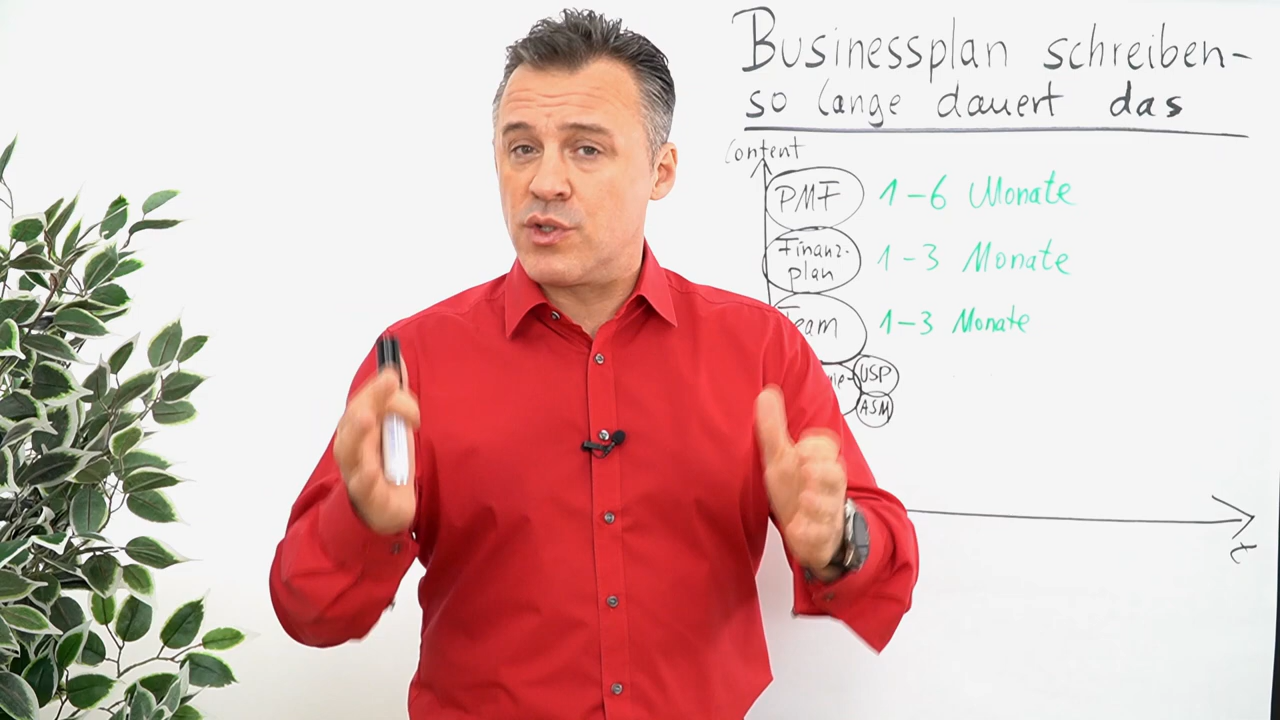 Businessplan schreiben-
so lange dauert das
Content
PMF 1-6 Monate
Finanz-
plan 1-3 Monate
Team 1-3 Monate
USP
ASM
t